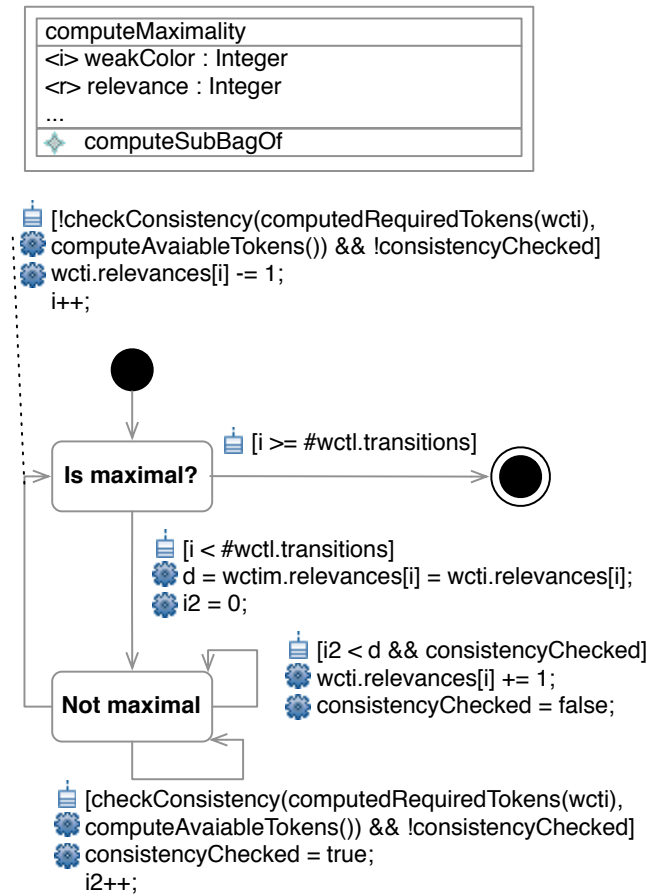 computeMaximality
<i> weakColor : Integer
<r> relevance : Integer
...
computeSubBagOf
[!checkConsistency(computedRequiredTokens(wcti),
computeAvaiableTokens()) && !consistencyChecked]
wcti.relevances[i] -= 1;
i++;
[i >= #wctl.transitions]
Is maximal?
[i < #wctl.transitions]
d = wctim.relevances[i] = wcti.relevances[i];
i2 = 0;
[i2 < d && consistencyChecked]
wcti.relevances[i] += 1;
consistencyChecked = false;
Not maximal
[checkConsistency(computedRequiredTokens(wcti),
computeAvaiableTokens()) && !consistencyChecked]
consistencyChecked = true;
i2++;